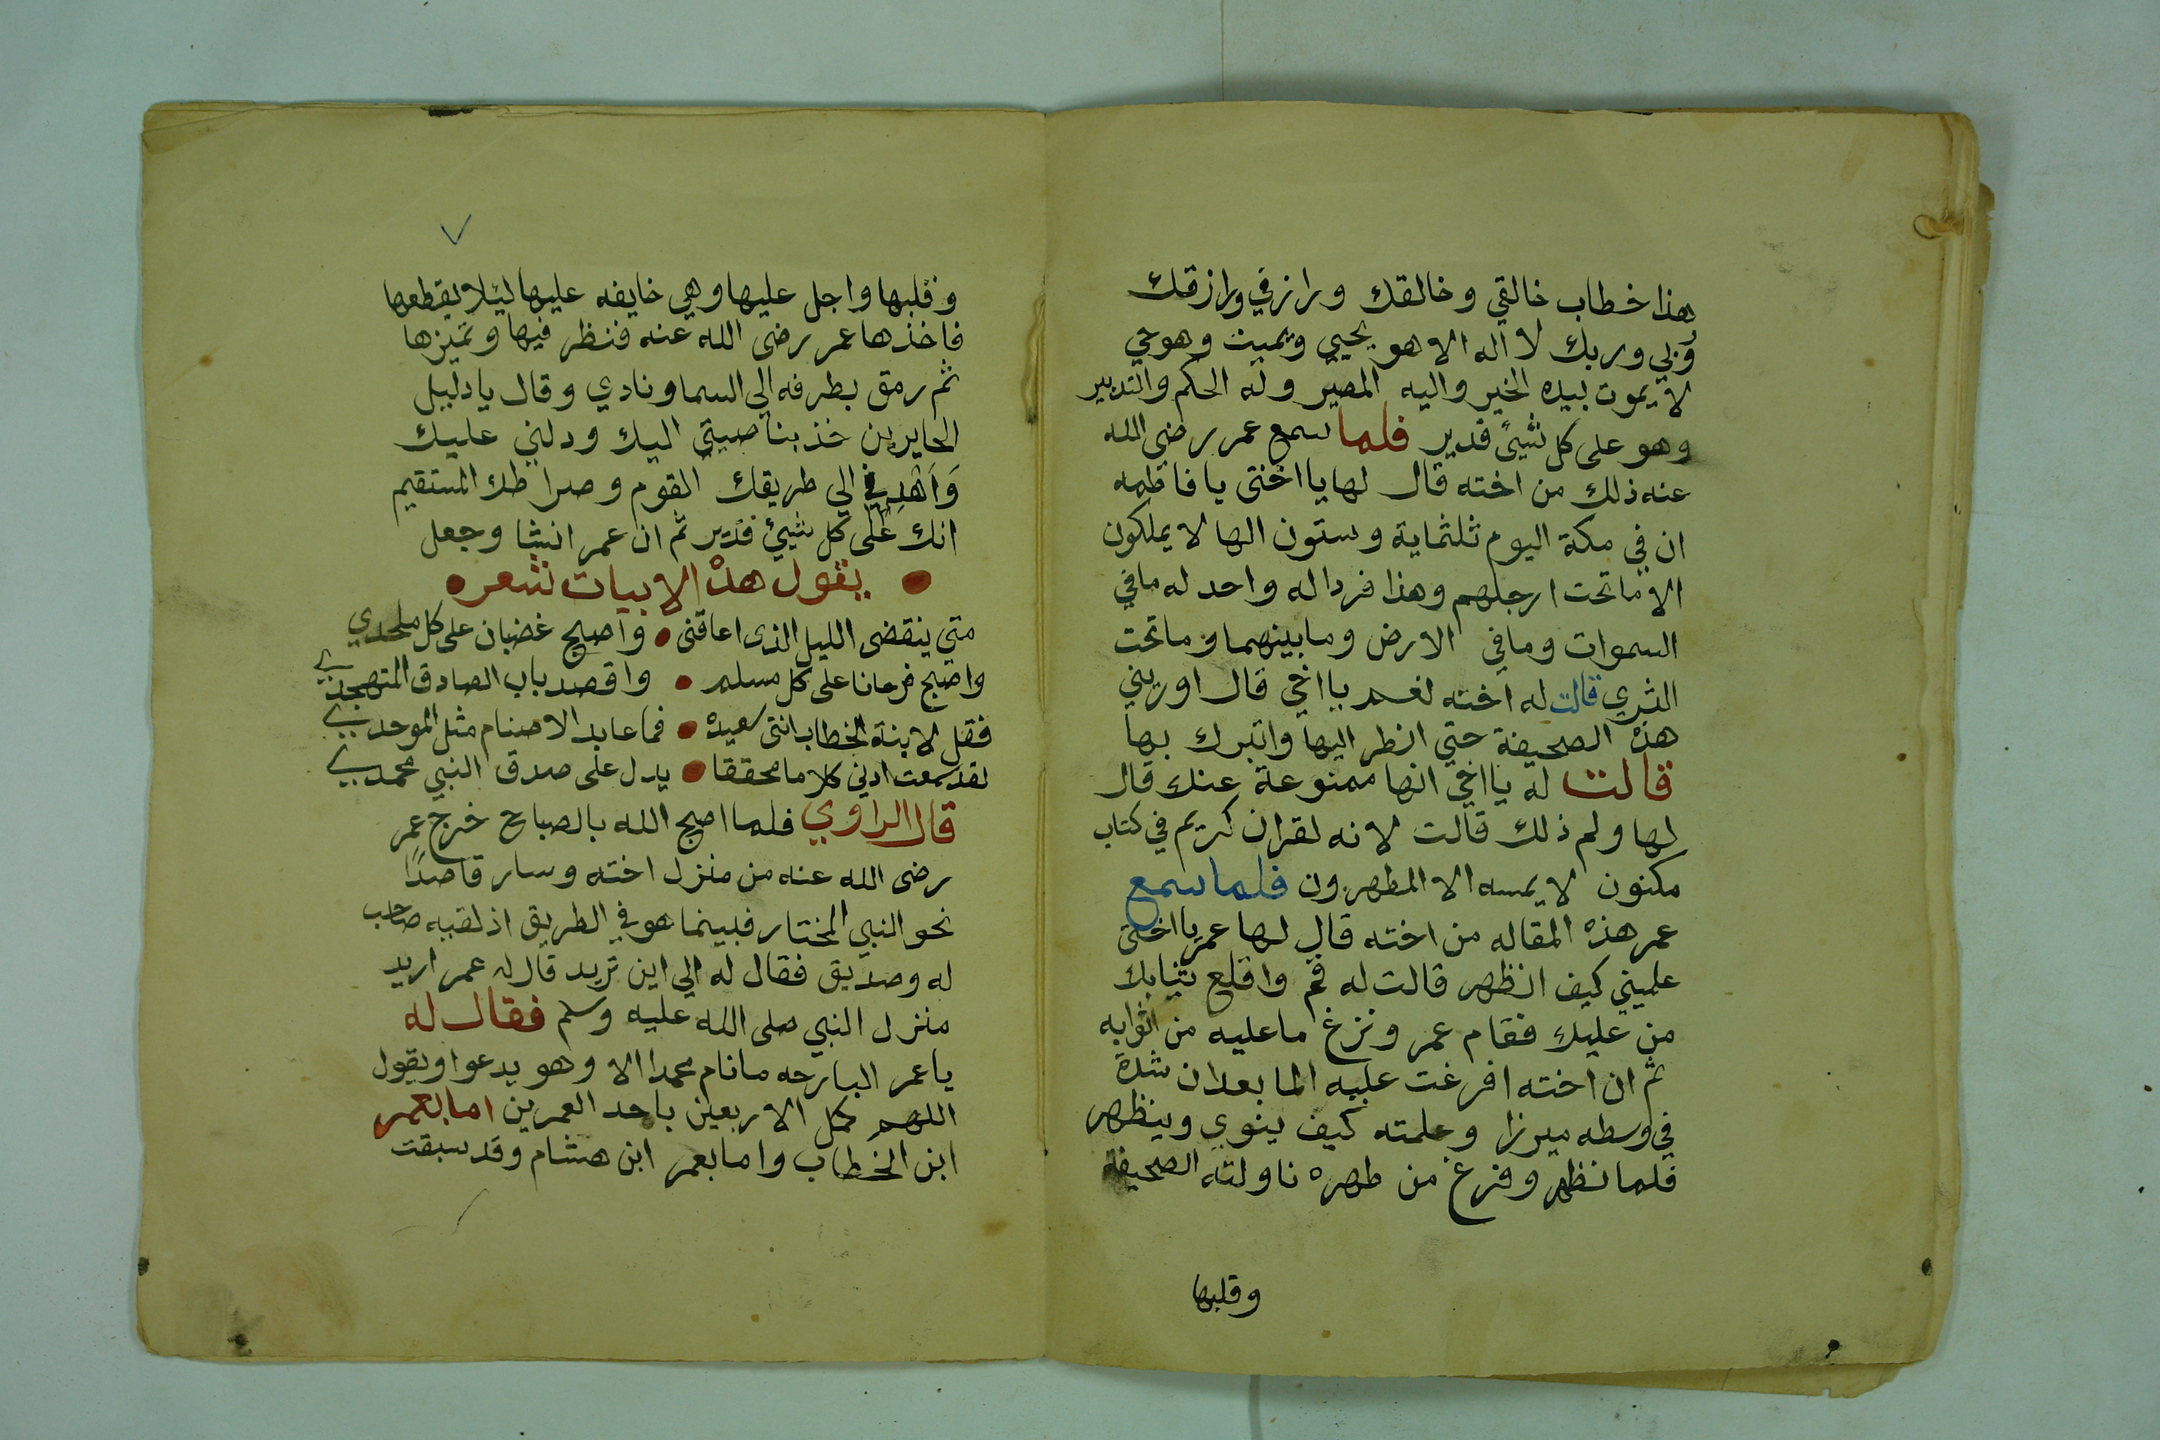 هذا خطاب خالقي وخالقك ورازقي ورازقك
وربي وربك لا اله الا هو يحيي ويميت وهو حي
لا يموت بيده الخير واليه المصير وله الحكم والتدبير
وهو على كل شيئ قدير فلما سمع عمر رضي الله
عنه ذلك من اخته قال لها يا اختي يا فاطمه
ان في مكة اليوم ثلثماية وستون الها لا يملكون
الا ما تحت ارجلهم وهذا فرد اله واحد له ما في
السموات وما في الارض وما بينهما وما تحت
الثري قالت له اخته نعم يا اخي قال اوريني
هذه الصحيفة حتي انظر اليها واتبرك بها
قالت له يا اخي انها ممنوعة عنك قال
لها ولم ذلك قالت لانه لقران كريم في كتاب
مكنون لا يمسه الا المطهرون فلما سمع
عمر هذه المقاله من اخته قال لها عمر يا اختي
علميني كيف اتطهر قالت له قم واقلع ثيابك
من عليك فقام عمر ونزع ما عليه من اثوابه
ثم ان اخته افرغت عليه الما بعد ان شدة
في وسطه ميرزا وعلمته كيف ينوي ويتطهر
فلما تطهر وفرغ من طهره ناولته الصحيفة
وقلبها
وقلبها واجل عليها وهي خايفه عليها ليئلا يقطعها
فاخذها عمر رضى الله عنه فنظر فيها وتميزها
ثم رمق بطرفه الي السما ونادي وقال يا دليل
الحايرين خذ بناصيتي اليك ودلني عليك
واهديني الي طريقك القوم وصراطك المستقيم
انك على كل شيئ قدير ثم ان عمر انشا وجعل
يقول هذه الابيات شعر
متي ينقضى الليل الذى اعاقنى • واصبح غضبان على كل ملحدي
واصبح فرحانا على كل مسلم • واقصد باب الصادق المتهجدي
فقل لابنة الخطاب انتى سعيده • فما عابد الاصنام مثل الموحدي
لقد سمعت ادني كلاما محققا • يدل على صدق النبي محمدي
قال الراوي فلما اصبح الله بالصباح خرج عمر
رضى الله عنه من منزل اخته وسار قاصدًا
نحو النبي المختار فبينما هو في الطريق اذ لقيه صاحب
له وصديق فقال له الي اين تريد قال له عمر اريد
منزل النبي صلى الله عليه وسلم فقال له
يا عمر البارحه ما نام محمدا الا وهو يدعوا ويقول
اللهم كمل الاربعين باحد العمرين اما بعمر
ابن الخطاب واما بعمر ابن هشام وقد سبقت